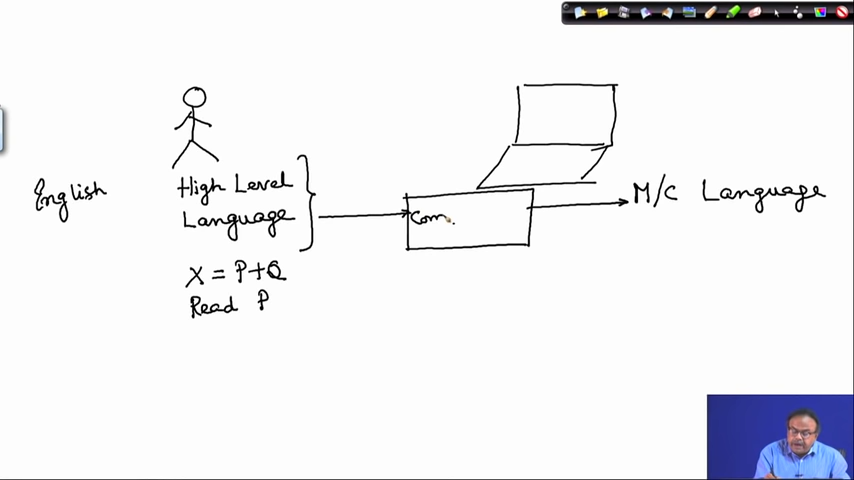 English
High Level
Language
X = P+Q
Read P
Com
M/C Language